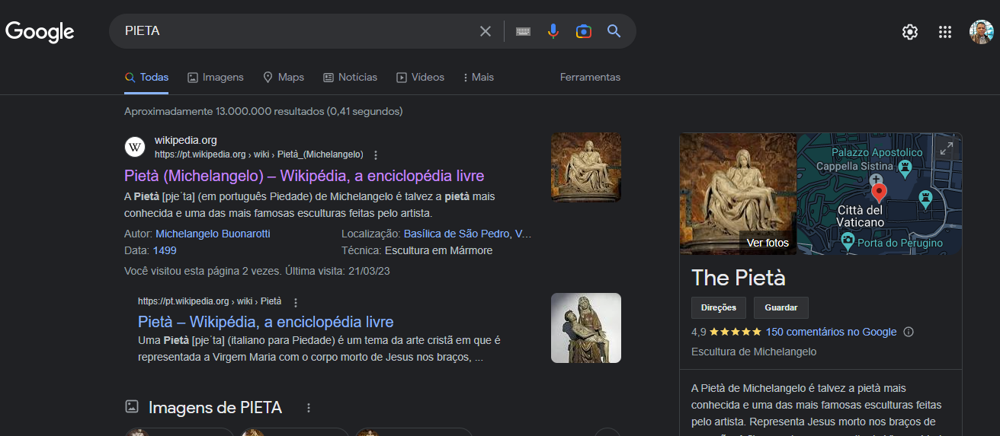 Google
PIETA
Todas
Imagens
Maps
Notícias
Vídeos
Mais
Ferramentas
Aproximadamente 13.000.000 resultados (0,41 segundos)
W
wikipedia.org
https://pt.wikipedia.org › wiki › Pietà_(Michelangelo)
Pietà (Michelangelo) – Wikipédia, a enciclopédia livre
A Pietà [pjeˈta] (em português Piedade) de Michelangelo é talvez a pietà mais
conhecida e uma das mais famosas esculturas feitas pelo artista.
Autor: Michelangelo Buonarotti
Localização: Basílica de São Pedro, V...
Data: 1499
Técnica: Escultura em Mármore
Você visitou esta página 2 vezes. Última visita: 21/03/23
https://pt.wikipedia.org › wiki › Pietà
Pietà – Wikipédia, a enciclopédia livre
Uma Pietà [pjeˈta] (italiano para Piedade) é um tema da arte cristã em que é
representada a Virgem Maria com o corpo morto de Jesus nos braços, ...
Imagens de PIETA
Palazzo Apostolico
Cappella Sistina
Città del
Vaticano
Porta do Perugino
Ver fotos
The Pietà
Direções
Guardar
4,9
150 comentários no Google
Escultura de Michelangelo
A Pietà de Michelangelo é talvez a pietà mais
conhecida e uma das mais famosas esculturas feitas
pelo artista. Representa Jesus morto nos braços de